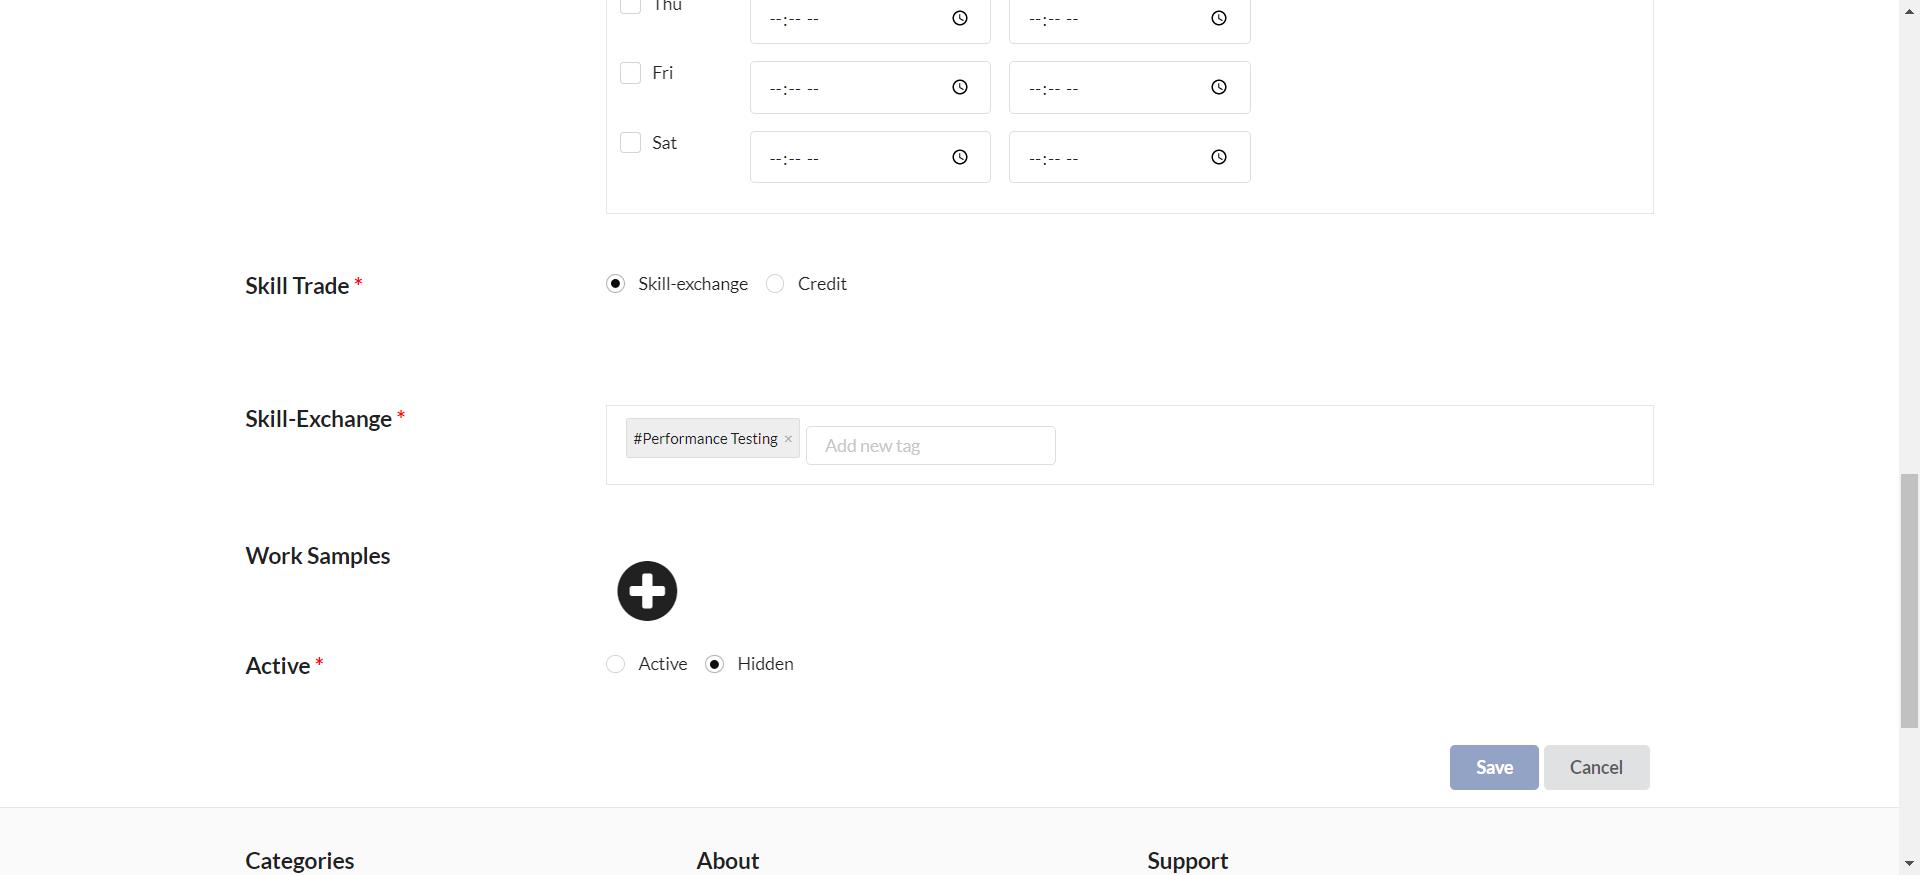 Thu --:-- -- --:-- --
Fri --:-- -- --:-- --
Sat --:-- -- --:-- --
Skill Trade * Skill-exchange Credit
Skill-Exchange * #Performance Testing × Add new tag
Work Samples
Active * Active Hidden
Save Cancel
Categories About Support